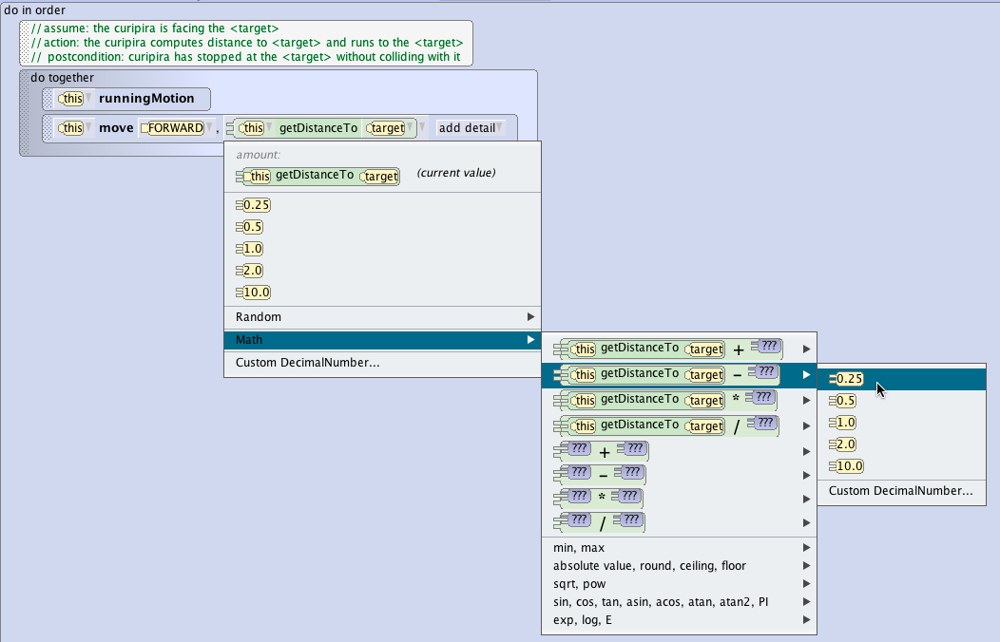 do in order
// assume: the curipira is facing the <target>
// action: the curipira computes distance to <target> and runs to the <target>
// postcondition: curipira has stopped at the <target> without colliding with it
do together
this runningMotion
this move FORWARD , this getDistanceTo target add detail
amount:
this getDistanceTo target (current value)
0.25
0.5
1.0
2.0
10.0
Random
Math
Custom DecimalNumber...
this getDistanceTo target + ???
this getDistanceTo target - ???
this getDistanceTo target * ???
this getDistanceTo target / ???
??? + ???
??? - ???
??? * ???
??? / ???
min, max
absolute value, round, ceiling, floor
sqrt, pow
sin, cos, tan, asin, acos, atan, atan2, PI
exp, log, E
0.25
0.5
1.0
2.0
10.0
Custom DecimalNumber...